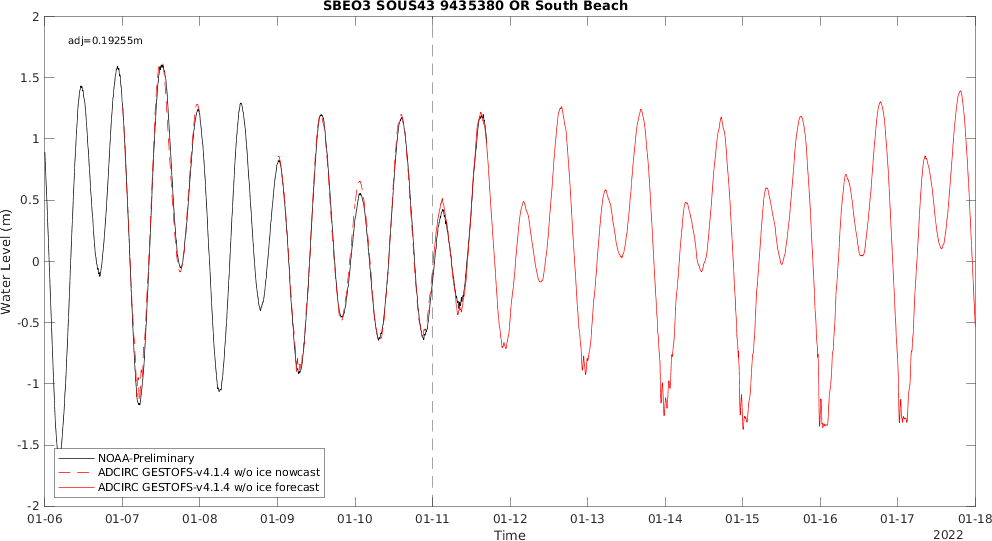 SBEO3 SOUS43 9435380 OR South Beach
adj=0.19255m
2
1.5
1
0.5
0
-0.5
-1
-1.5
-2
Water Level (m)
NOAA-Preliminary
ADCIRC GESTOFS-v4.1.4 w/o ice nowcast
ADCIRC GESTOFS-v4.1.4 w/o ice forecast
01-06 01-07 01-08 01-09 01-10 01-11 01-12 01-13 01-14 01-15 01-16 01-17 01-18
Time
2022